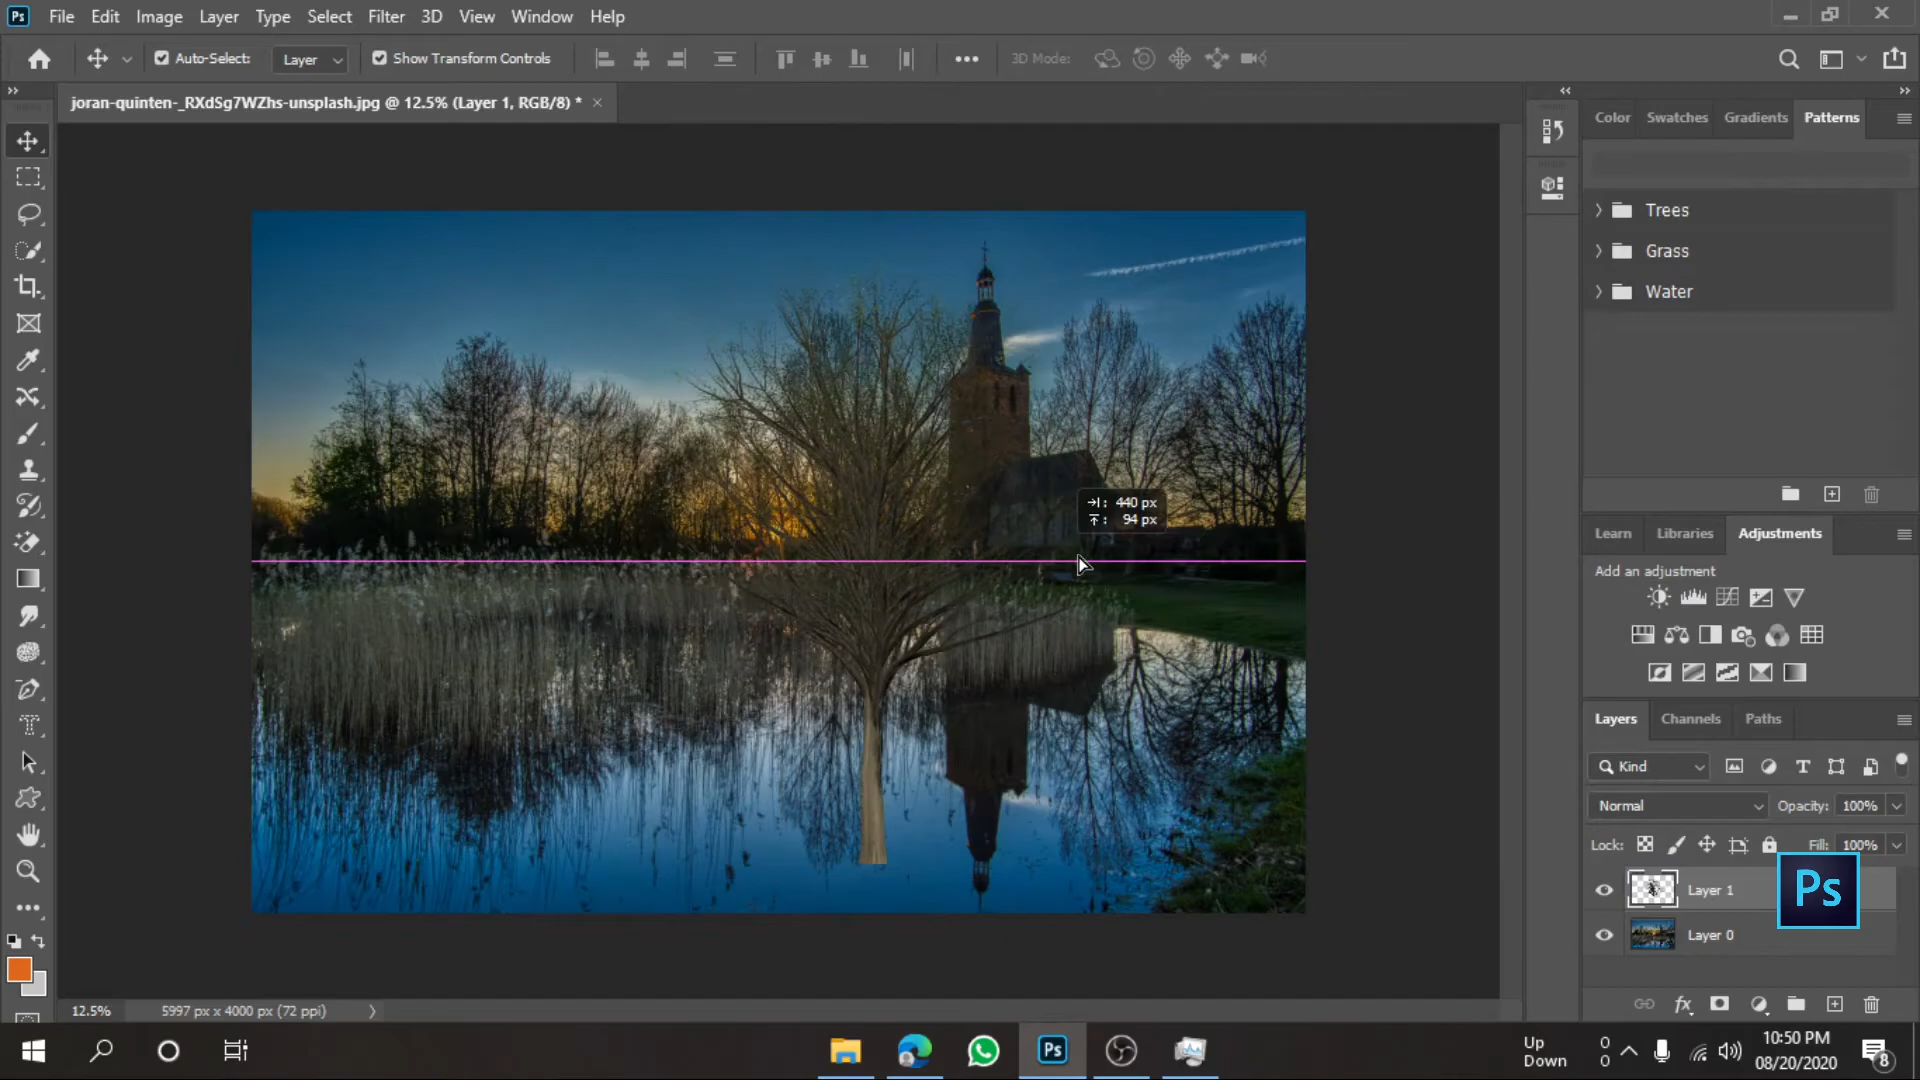 Ps File Edit Image Layer Type Select Filter 3D View Window Help
Auto-Select: Layer Show Transform Controls 3D Mode:
joran-quinten-_RXdSg7WZhs-unsplash.jpg @ 12.5% (Layer 1, RGB/8) *
Color Swatches Gradients Patterns
Trees
Grass
Water
440 px
94 px
Learn Libraries Adjustments
Add an adjustment
Layers Channels Paths
Kind
Normal Opacity: 100%
Lock: Fill: 100%
Layer 1
Ps
Layer 0
12.5% 5997 px x 4000 px (72 ppi)
Ps
Up 0
Down 0
10:50 PM
08/20/2020
8